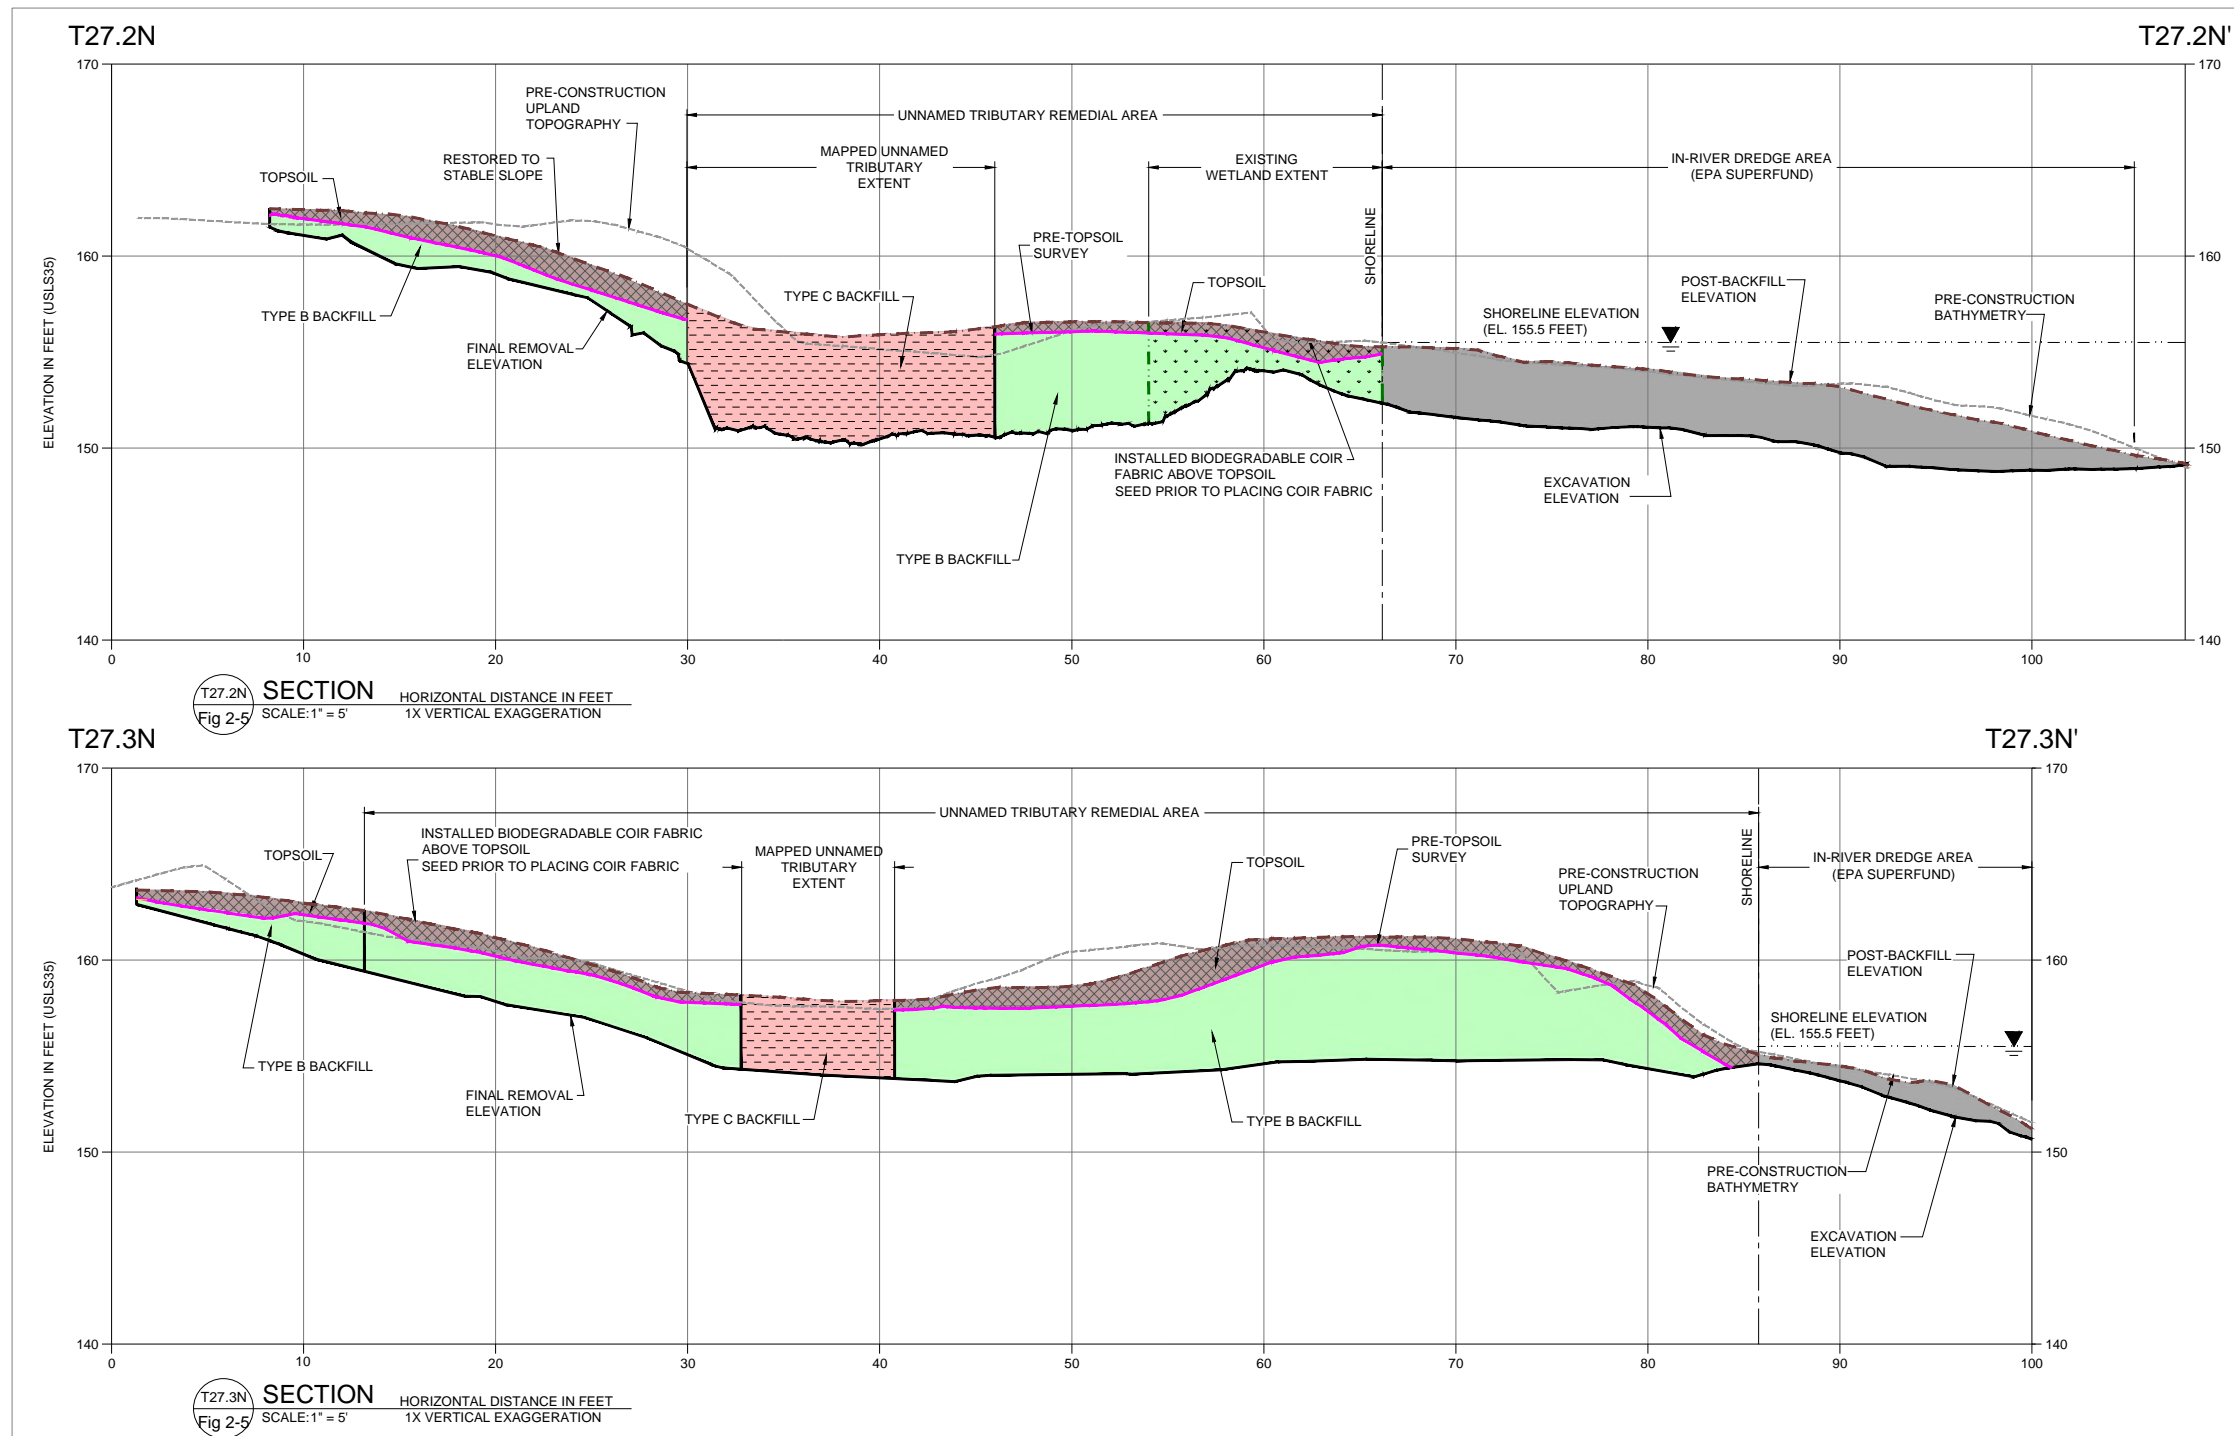 T27.2N
T27.2N'
170
170
PRE-CONSTRUCTION
UPLAND
TOPOGRAPHY
UNNAMED TRIBUTARY REMEDIAL AREA
RESTORED TO
STABLE SLOPE
MAPPED UNNAMED
TRIBUTARY
EXTENT
EXISTING
WETLAND EXTENT
IN-RIVER DREDGE AREA
(EPA SUPERFUND)
TOPSOIL
SHORELINE
PRE-TOPSOIL
SURVEY
160
160
TOPSOIL
POST-BACKFILL
ELEVATION
TYPE C BACKFILL
PRE-CONSTRUCTION
BATHYMETRY
TYPE B BACKFILL
SHORELINE ELEVATION
(EL. 155.5 FEET)
FINAL REMOVAL
ELEVATION
ELEVATION IN FEET (USLS35)
150
150
INSTALLED BIODEGRADABLE COIR
FABRIC ABOVE TOPSOIL
SEED PRIOR TO PLACING COIR FABRIC
EXCAVATION
ELEVATION
TYPE B BACKFILL
140
140
0
10
20
30
40
50
60
70
80
90
100
T27.2N
Fig 2-5
SECTION
SCALE:1" = 5'
HORIZONTAL DISTANCE IN FEET
1X VERTICAL EXAGGERATION
T27.3N
T27.3N'
170
170
UNNAMED TRIBUTARY REMEDIAL AREA
INSTALLED BIODEGRADABLE COIR FABRIC
ABOVE TOPSOIL
SEED PRIOR TO PLACING COIR FABRIC
TOPSOIL
MAPPED UNNAMED
TRIBUTARY
EXTENT
TOPSOIL
PRE-TOPSOIL
SURVEY
PRE-CONSTRUCTION
UPLAND
TOPOGRAPHY
SHORELINE
IN-RIVER DREDGE AREA
(EPA SUPERFUND)
160
160
POST-BACKFILL
ELEVATION
SHORELINE ELEVATION
(EL. 155.5 FEET)
TYPE B BACKFILL
FINAL REMOVAL
ELEVATION
TYPE C BACKFILL
TYPE B BACKFILL
ELEVATION IN FEET (USLS35)
150
150
PRE-CONSTRUCTION
BATHYMETRY
EXCAVATION
ELEVATION
140
140
0
10
20
30
40
50
60
70
80
90
100
T27.3N
Fig 2-5
SECTION
SCALE:1" = 5'
HORIZONTAL DISTANCE IN FEET
1X VERTICAL EXAGGERATION